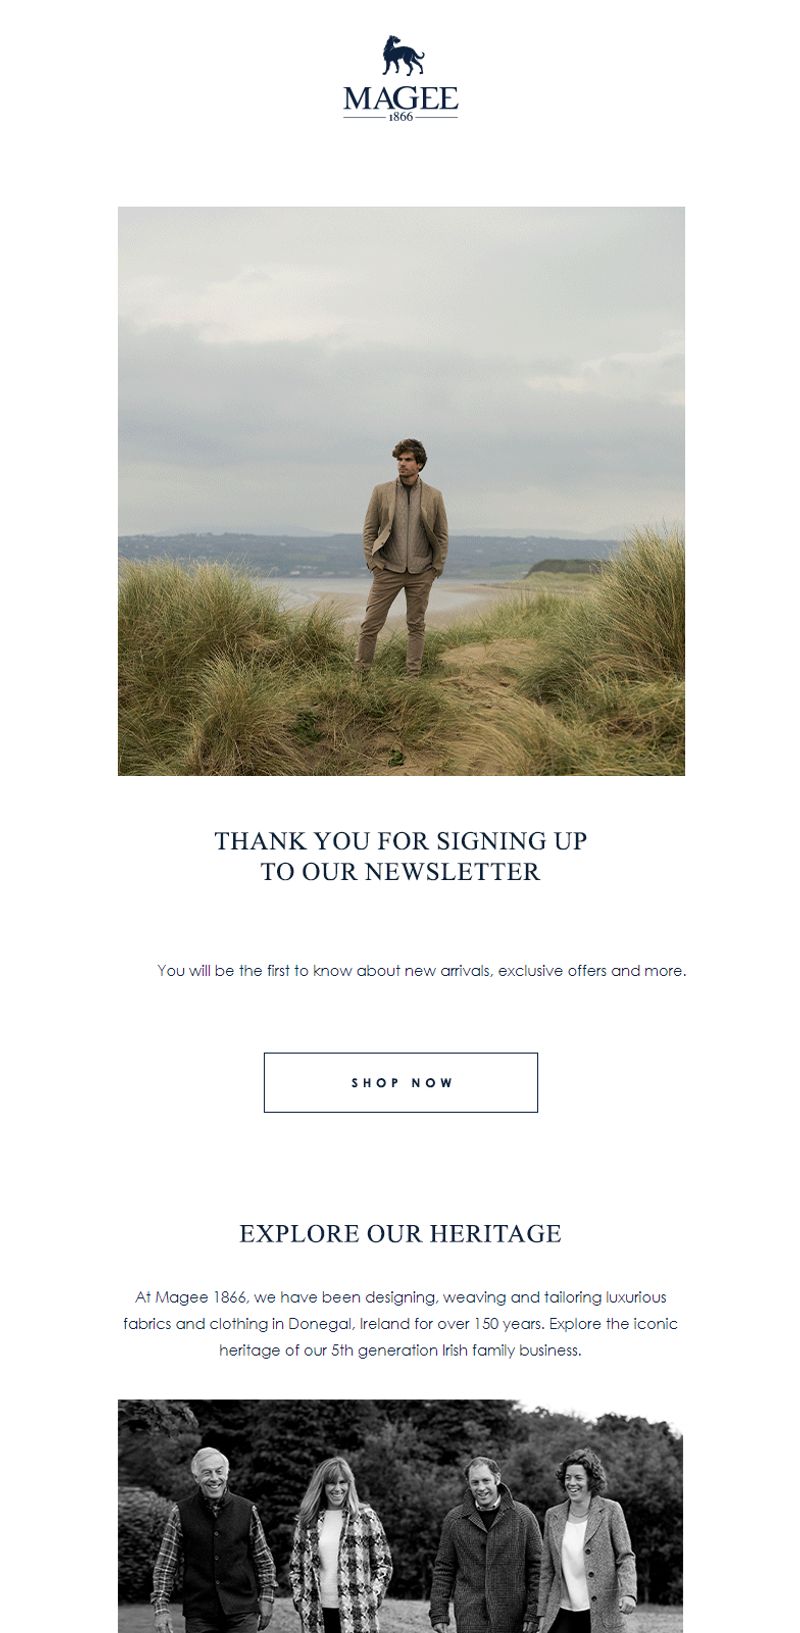 MAGEE
1866
THANK YOU FOR SIGNING UP
TO OUR NEWSLETTER
You will be the first to know about new arrivals, exclusive offers and more.
SHOP NOW
EXPLORE OUR HERITAGE
At Magee 1866, we have been designing, weaving and tailoring luxurious
fabrics and clothing in Donegal, Ireland for over 150 years. Explore the iconic
heritage of our 5th generation Irish family business.